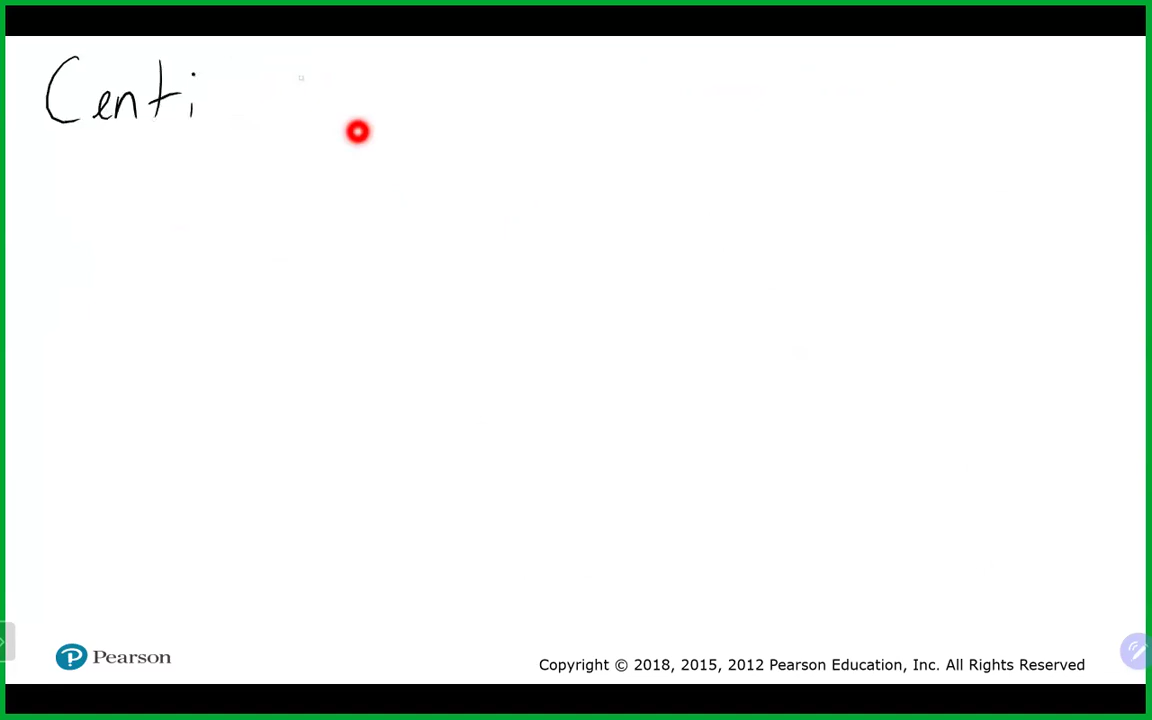 Centi
Pearson
Copyright © 2018, 2015, 2012 Pearson Education, Inc. All Rights Reserved